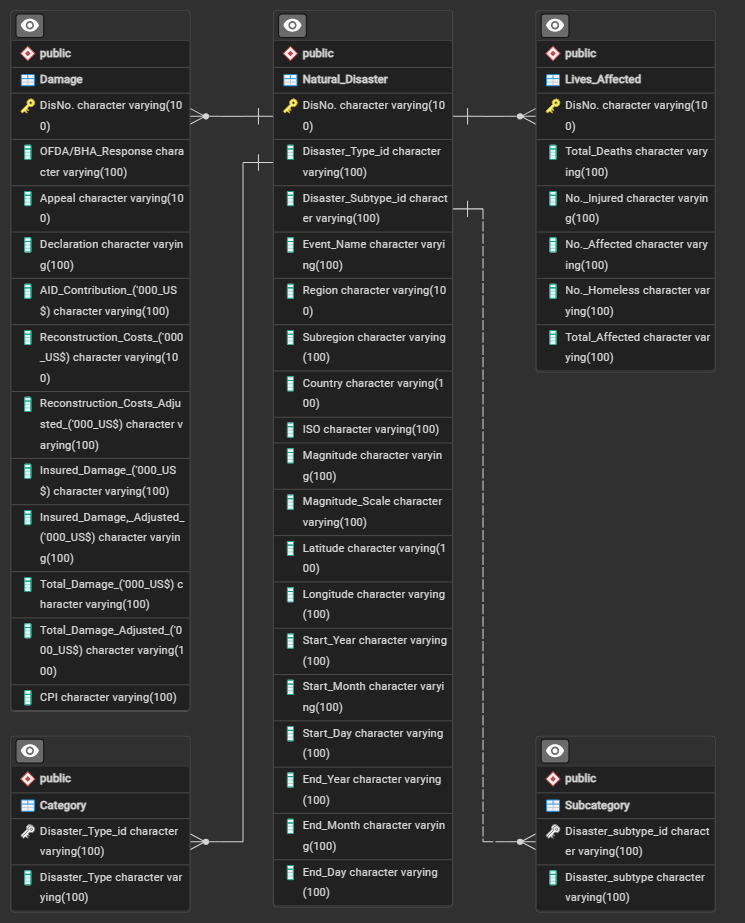 public
Damage
DisNo. character varying(10
0)
OFDA/BHA_Response chara
cter varying(100)
Appeal character varying(10
0)
Declaration character varyin
g(100)
AID_Contribution_('000_US
$) character varying(100)
Reconstruction_Costs_('000
_US$) character varying(10
0)
Reconstruction_Costs_Adju
sted_('000_US$) character v
arying(100)
Insured_Damage_('000_US
$) character varying(100)
Insured_Damage,_Adjusted_
('000_US$) character varyin
g(100)
Total_Damage_('000_US$) c
haracter varying(100)
Total_Damage_Adjusted_('0
00_US$) character varying(1
00)
CPI character varying(100)
public
Natural_Disaster
DisNo. character varying(10
0)
Disaster_Type_id character
varying(100)
Disaster_Subtype_id charact
er varying(100)
Event_Name character varyi
ng(100)
Region character varying(10
0)
Subregion character varying
(100)
Country character varying(1
00)
ISO character varying(100)
Magnitude character varyin
g(100)
Magnitude_Scale character
varying(100)
Latitude character varying(1
00)
Longitude character varying
(100)
Start_Year character varying
(100)
Start_Month character varyi
ng(100)
Start_Day character varying
(100)
End_Year character varying
(100)
End_Month character varyin
g(100)
End_Day character varying
(100)
public
Lives_Affected
DisNo. character varying(10
0)
Total_Deaths character vary
ing(100)
No._Injured character varyin
g(100)
No._Affected character vary
ing(100)
No._Homeless character var
ying(100)
Total_Affected character var
ying(100)
public
Category
Disaster_Type_id character
varying(100)
Disaster_Type character var
ying(100)
public
Subcategory
Disaster_subtype_id charact
er varying(100)
Disaster_subtype character
varying(100)